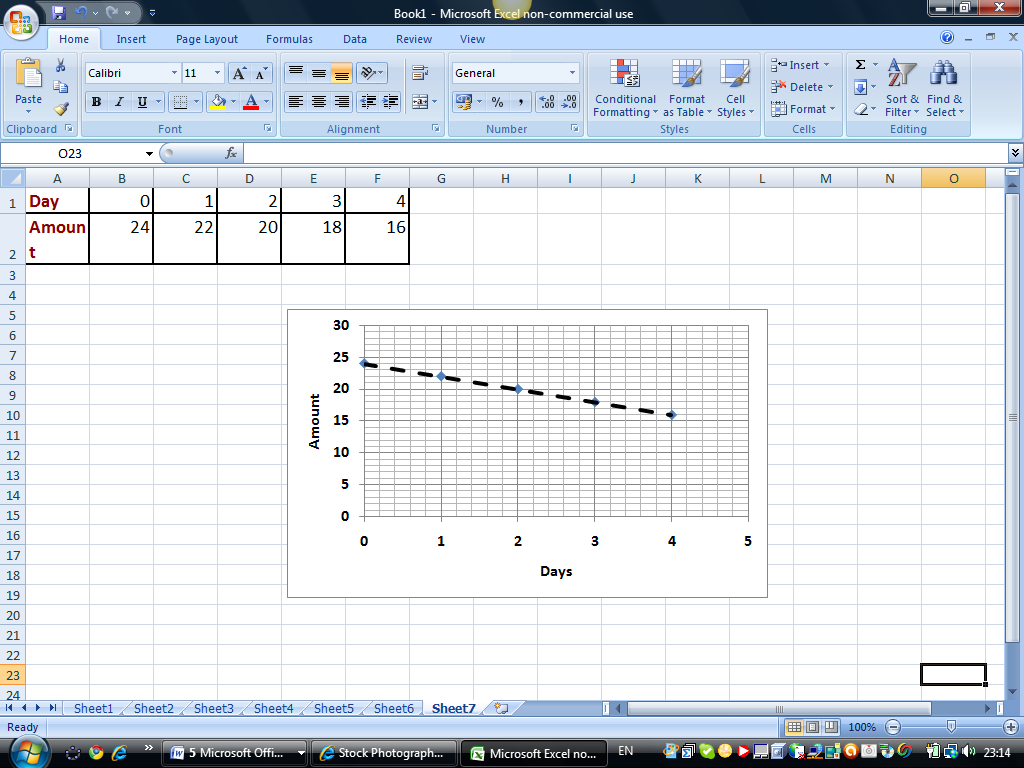 Book1 - Microsoft Excel non-commercial use
Home Insert Page Layout Formulas Data Review View
Paste
Calibri 11
B I U
General
% ,
Conditional Formatting
Format as Table
Cell Styles
Insert
Delete
Format
Σ
Sort & Filter
Find & Select
Clipboard Font Alignment Number Styles Cells Editing
O23 fx
A B C D E F G H I J K L M N O
1 Day 0 1 2 3 4
2 Amoun
t 24 22 20 18 16
3
4
5
6
7
8
9
10
11
12
13
14
15
16
17
18
19
20
21
22
23
24
30
25
20
15
10
5
0
Amount
0 1 2 3 4 5
Days
Sheet1 Sheet2 Sheet3 Sheet4 Sheet5 Sheet6 Sheet7
Ready 100%
5 Microsoft Offi... Stock Photograph... Microsoft Excel no... EN 23:14